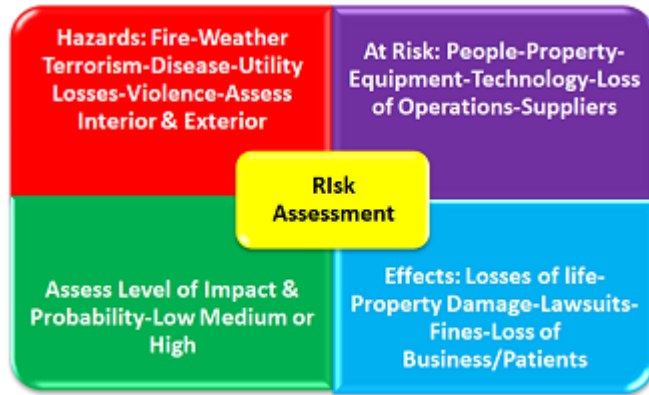 Hazards: Fire-Weather
Terrorism-Disease-Utility
Losses-Violence-Assess
Interior & Exterior
At Risk: People-Property-
Equipment-Technology-Loss
of Operations-Suppliers
RIsk
Assessment
Assess Level of Impact &
Probability-Low Medium or
High
Effects: Losses of life-
Property Damage-Lawsuits-
Fines-Loss of
Business/Patients